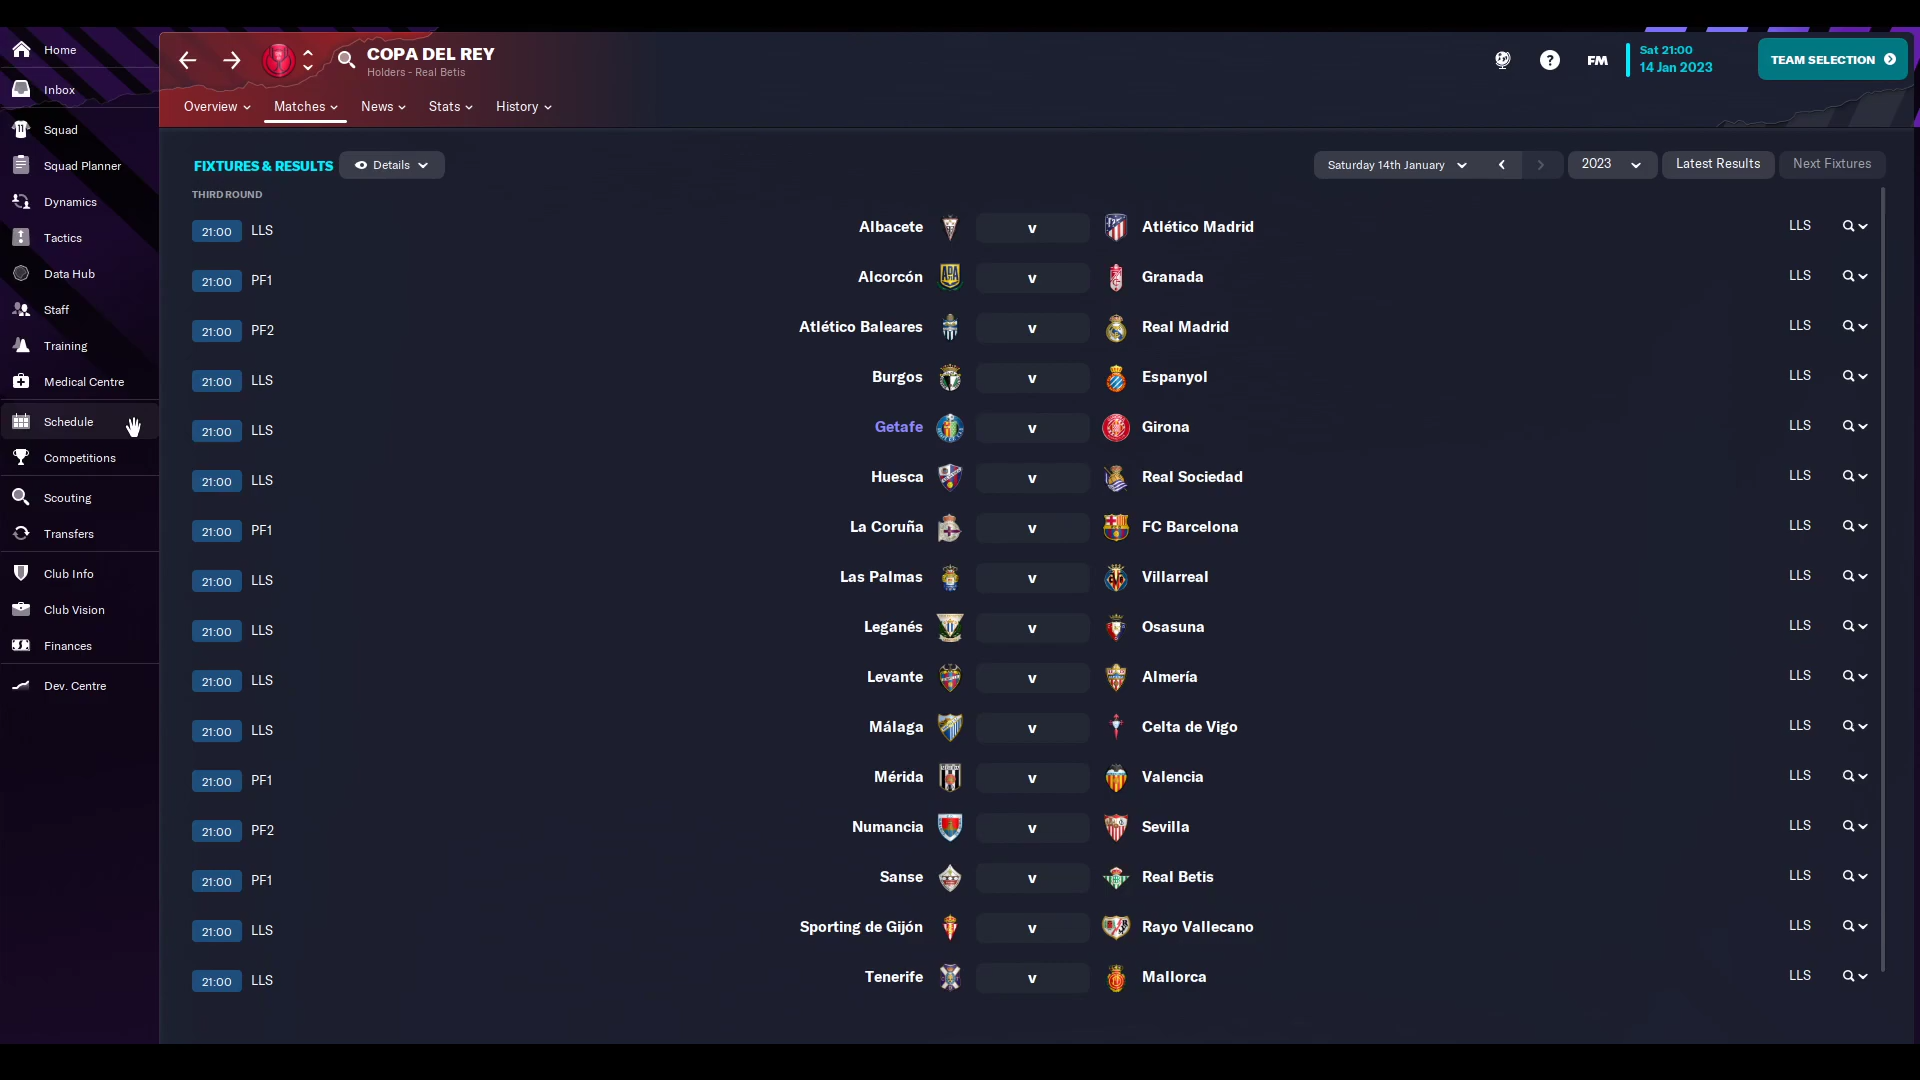 Home
Inbox
Squad
Squad Planner
Dynamics
Tactics
Data Hub
Staff
Training
Medical Centre
Schedule
Competitions
Scouting
Transfers
Club Info
Club Vision
Finances
Dev. Centre
COPA DEL REY
Holders - Real Betis
FM
Sat 21:00
14 Jan 2023
TEAM SELECTION
Overview Matches News Stats History
FIXTURES & RESULTS Details Saturday 14th January 2023 Latest Results Next Fixtures
THIRD ROUND
21:00 LLS Albacete v Atlético Madrid LLS
21:00 PF1 Alcorcón v Granada LLS
21:00 PF2 Atlético Baleares v Real Madrid LLS
21:00 LLS Burgos v Espanyol LLS
21:00 LLS Getafe v Girona LLS
21:00 LLS Huesca v Real Sociedad LLS
21:00 PF1 La Coruña v FC Barcelona LLS
21:00 LLS Las Palmas v Villarreal LLS
21:00 LLS Leganés v Osasuna LLS
21:00 LLS Levante v Almería LLS
21:00 LLS Málaga v Celta de Vigo LLS
21:00 PF1 Mérida v Valencia LLS
21:00 PF2 Numancia v Sevilla LLS
21:00 PF1 Sanse v Real Betis LLS
21:00 LLS Sporting de Gijón v Rayo Vallecano LLS
21:00 LLS Tenerife v Mallorca LLS